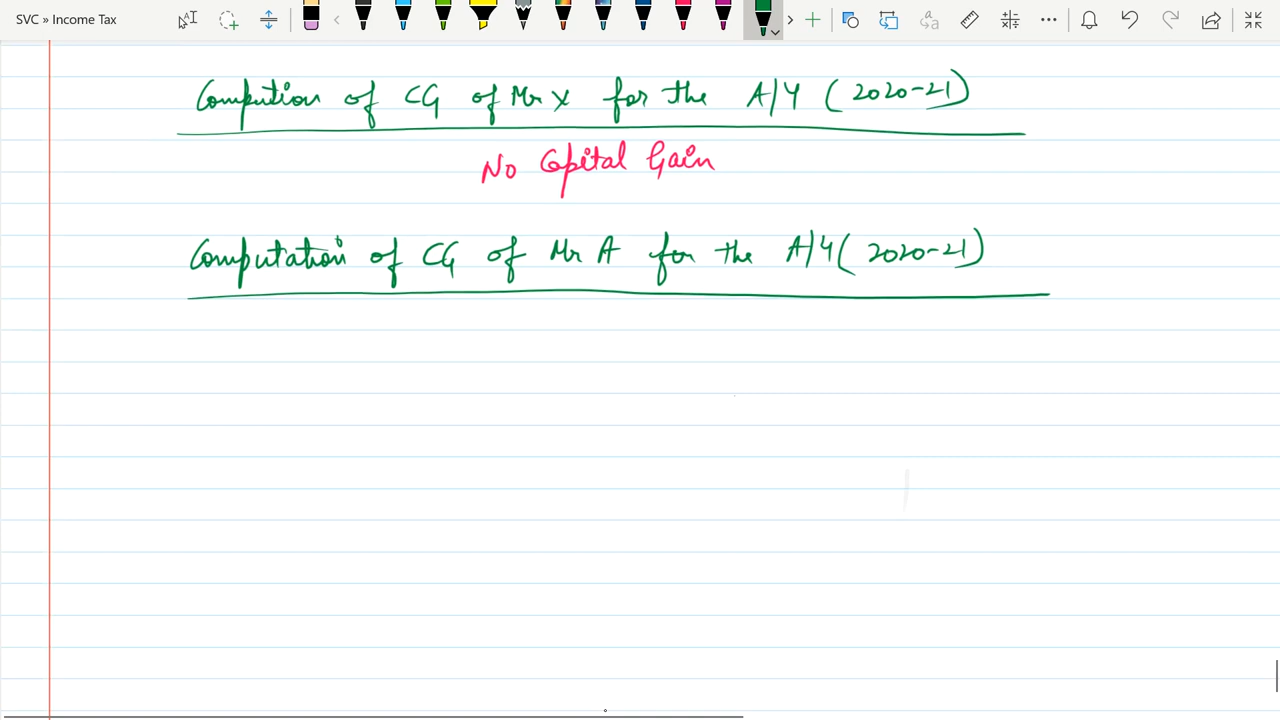 SVC » Income Tax
Compution of CG of Mr X for the A/Y (2020-21)
No Capital Gain
Computation of CG of Mr A for the A/Y (2020-21)